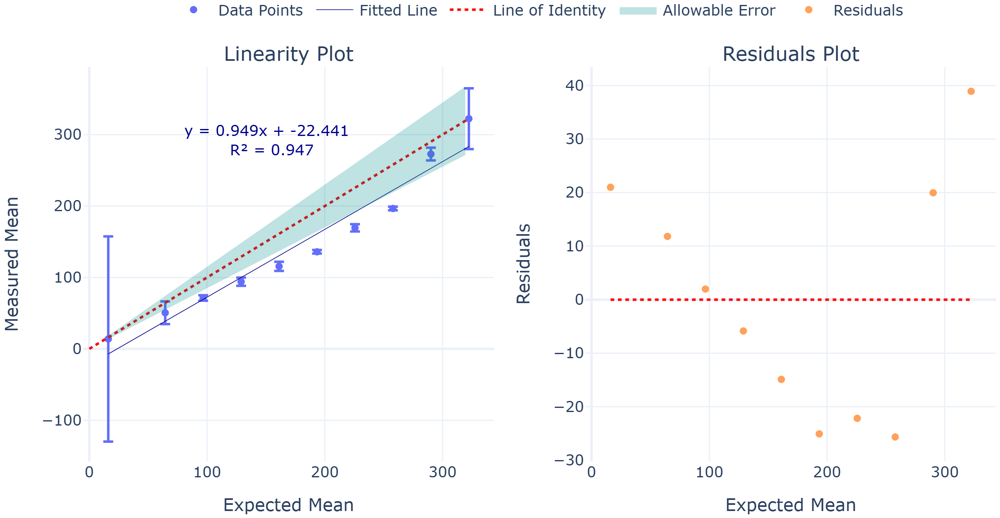 Data Points
Fitted Line
Line of Identity
Allowable Error
Residuals
Linearity Plot
y = 0.949x + -22.441
R² = 0.947
Measured Mean
300
200
100
0
−100
0
100
200
300
Expected Mean
Residuals Plot
Residuals
40
30
20
10
0
−10
−20
−30
0
100
200
300
Expected Mean